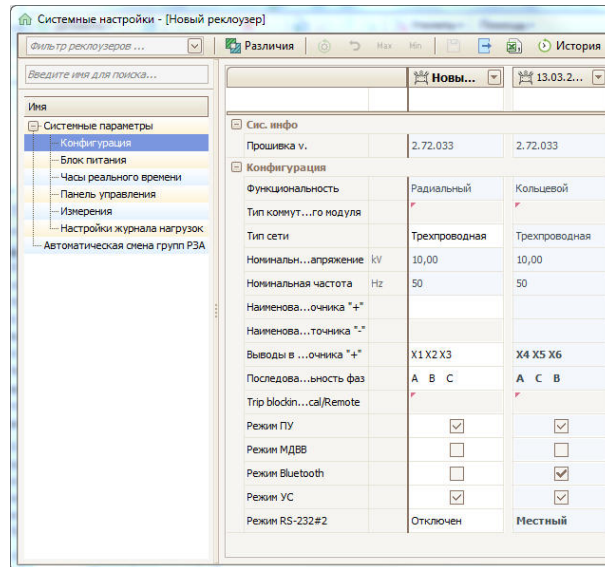 Системные настройки - [Новый реклоузер]
Фильтр реклоузеров ... Различия Max Min История
Введите имя для поиска...
Новы... 13.03.2...
Имя
Системные параметры
Конфигурация
Блок питания
Часы реального времени
Панель управления
Измерения
Настройки журнала нагрузок
Автоматическая смена групп РЗА
Сис. инфо
Прошивка v. 2.72.033 2.72.033
Конфигурация
Функциональность Радиальный Кольцевой
Тип коммут...го модуля
Тип сети Трехпроводная Трехпроводная
Номинальн...апряжение kV 10,00 10,00
Номинальная частота Hz 50 50
Наименова...очника "+"
Наименова...точника "-"
Выводы в ...очника "+" X1 X2 X3 X4 X5 X6
Последова...ьность фаз A B C A C B
Trip blockin...cal/Remote
Режим ПУ
Режим МДВВ
Режим Bluetooth
Режим УС
Режим RS-232#2 Отключен Местный